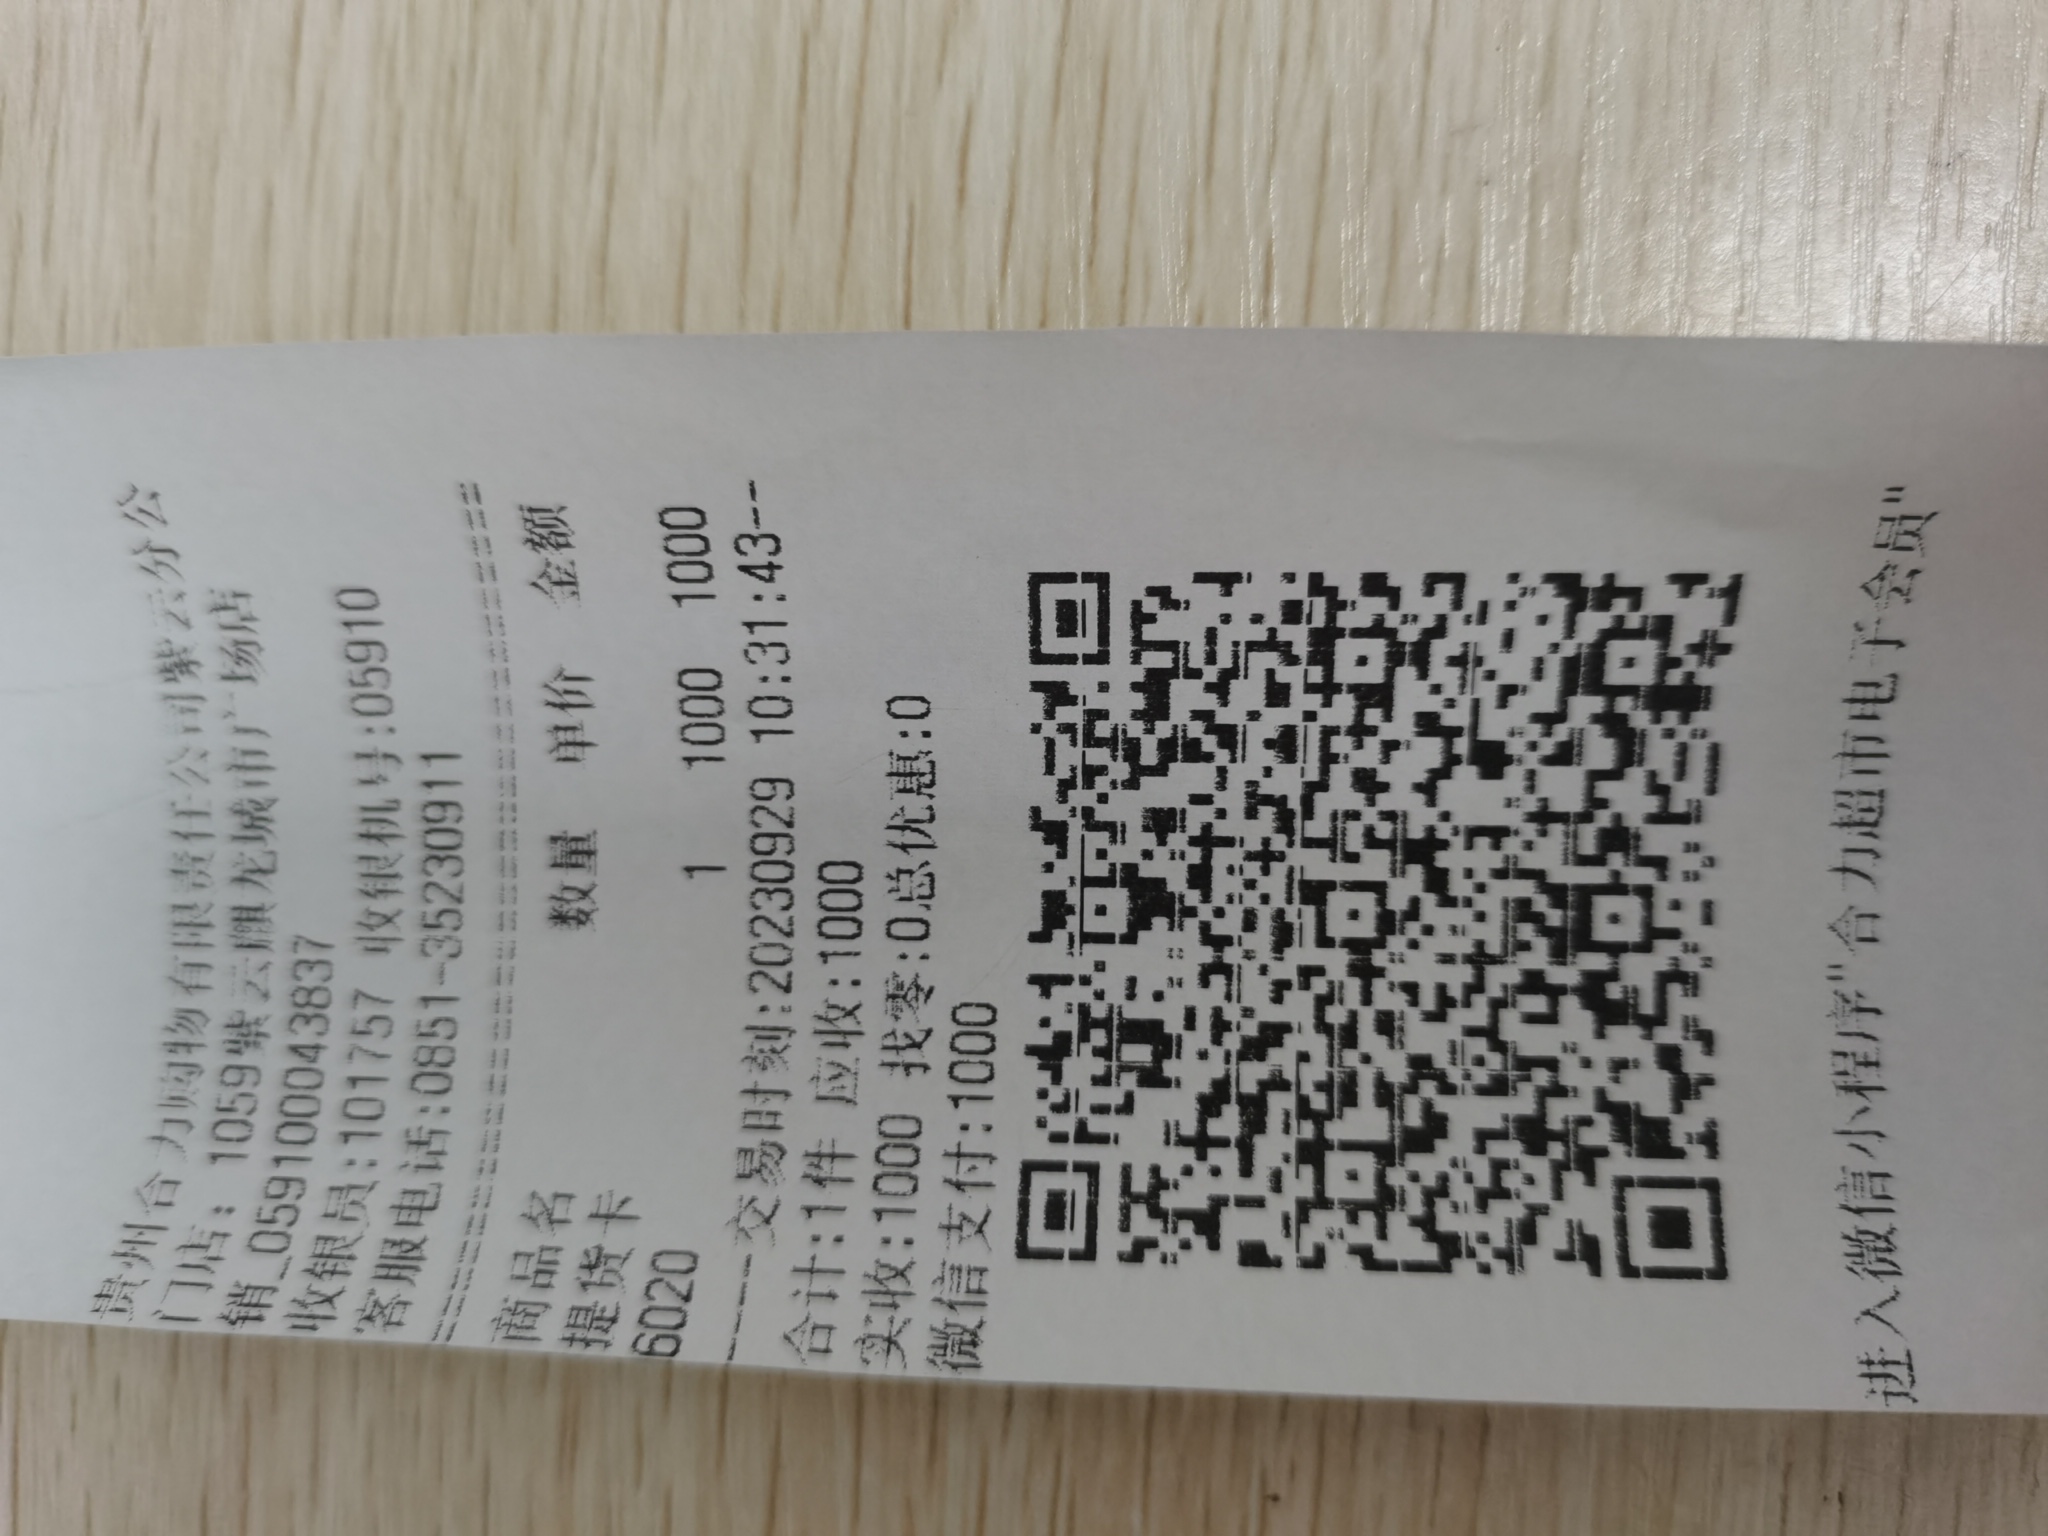 贵州合力购物有限责任公司紫云分公
门店: 1059紫云麒龙城市广场店
销_0591000043837
收银员:101757 收银机号:05910
客服电话:0851-35230911
================================
商品名 数量 单价 金额
提货卡
6020 1 1000 1000
----交易时刻:20230929 10:31:43--
合计:1件 应收:1000
实收:1000 找零:0总优惠:0
微信支付:1000
进入微信小程序"合力超市电子会员"